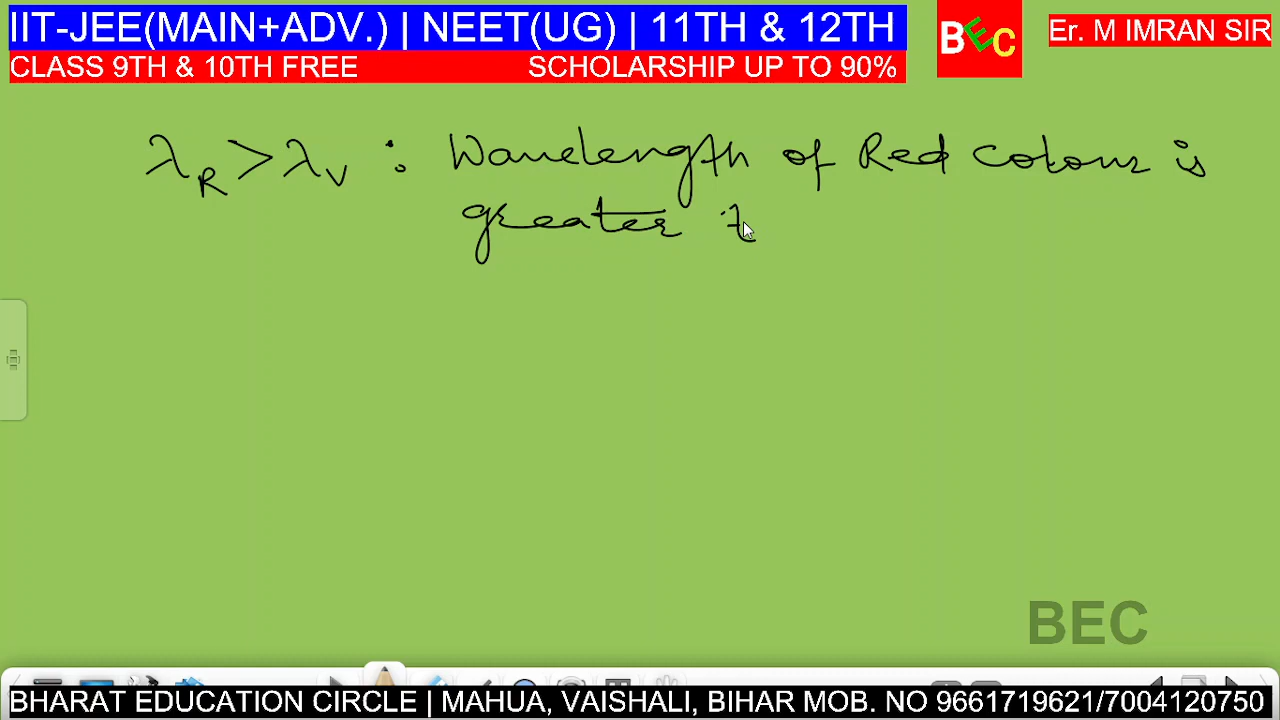 IIT-JEE(MAIN+ADV.) | NEET(UG) | 11TH & 12TH
CLASS 9TH & 10TH FREE SCHOLARSHIP UP TO 90%
BEC
Er. M IMRAN SIR
λR > λV : Wavelength of Red colour is
greater t
BEC
BHARAT EDUCATION CIRCLE | MAHUA, VAISHALI, BIHAR MOB. NO 9661719621/7004120750